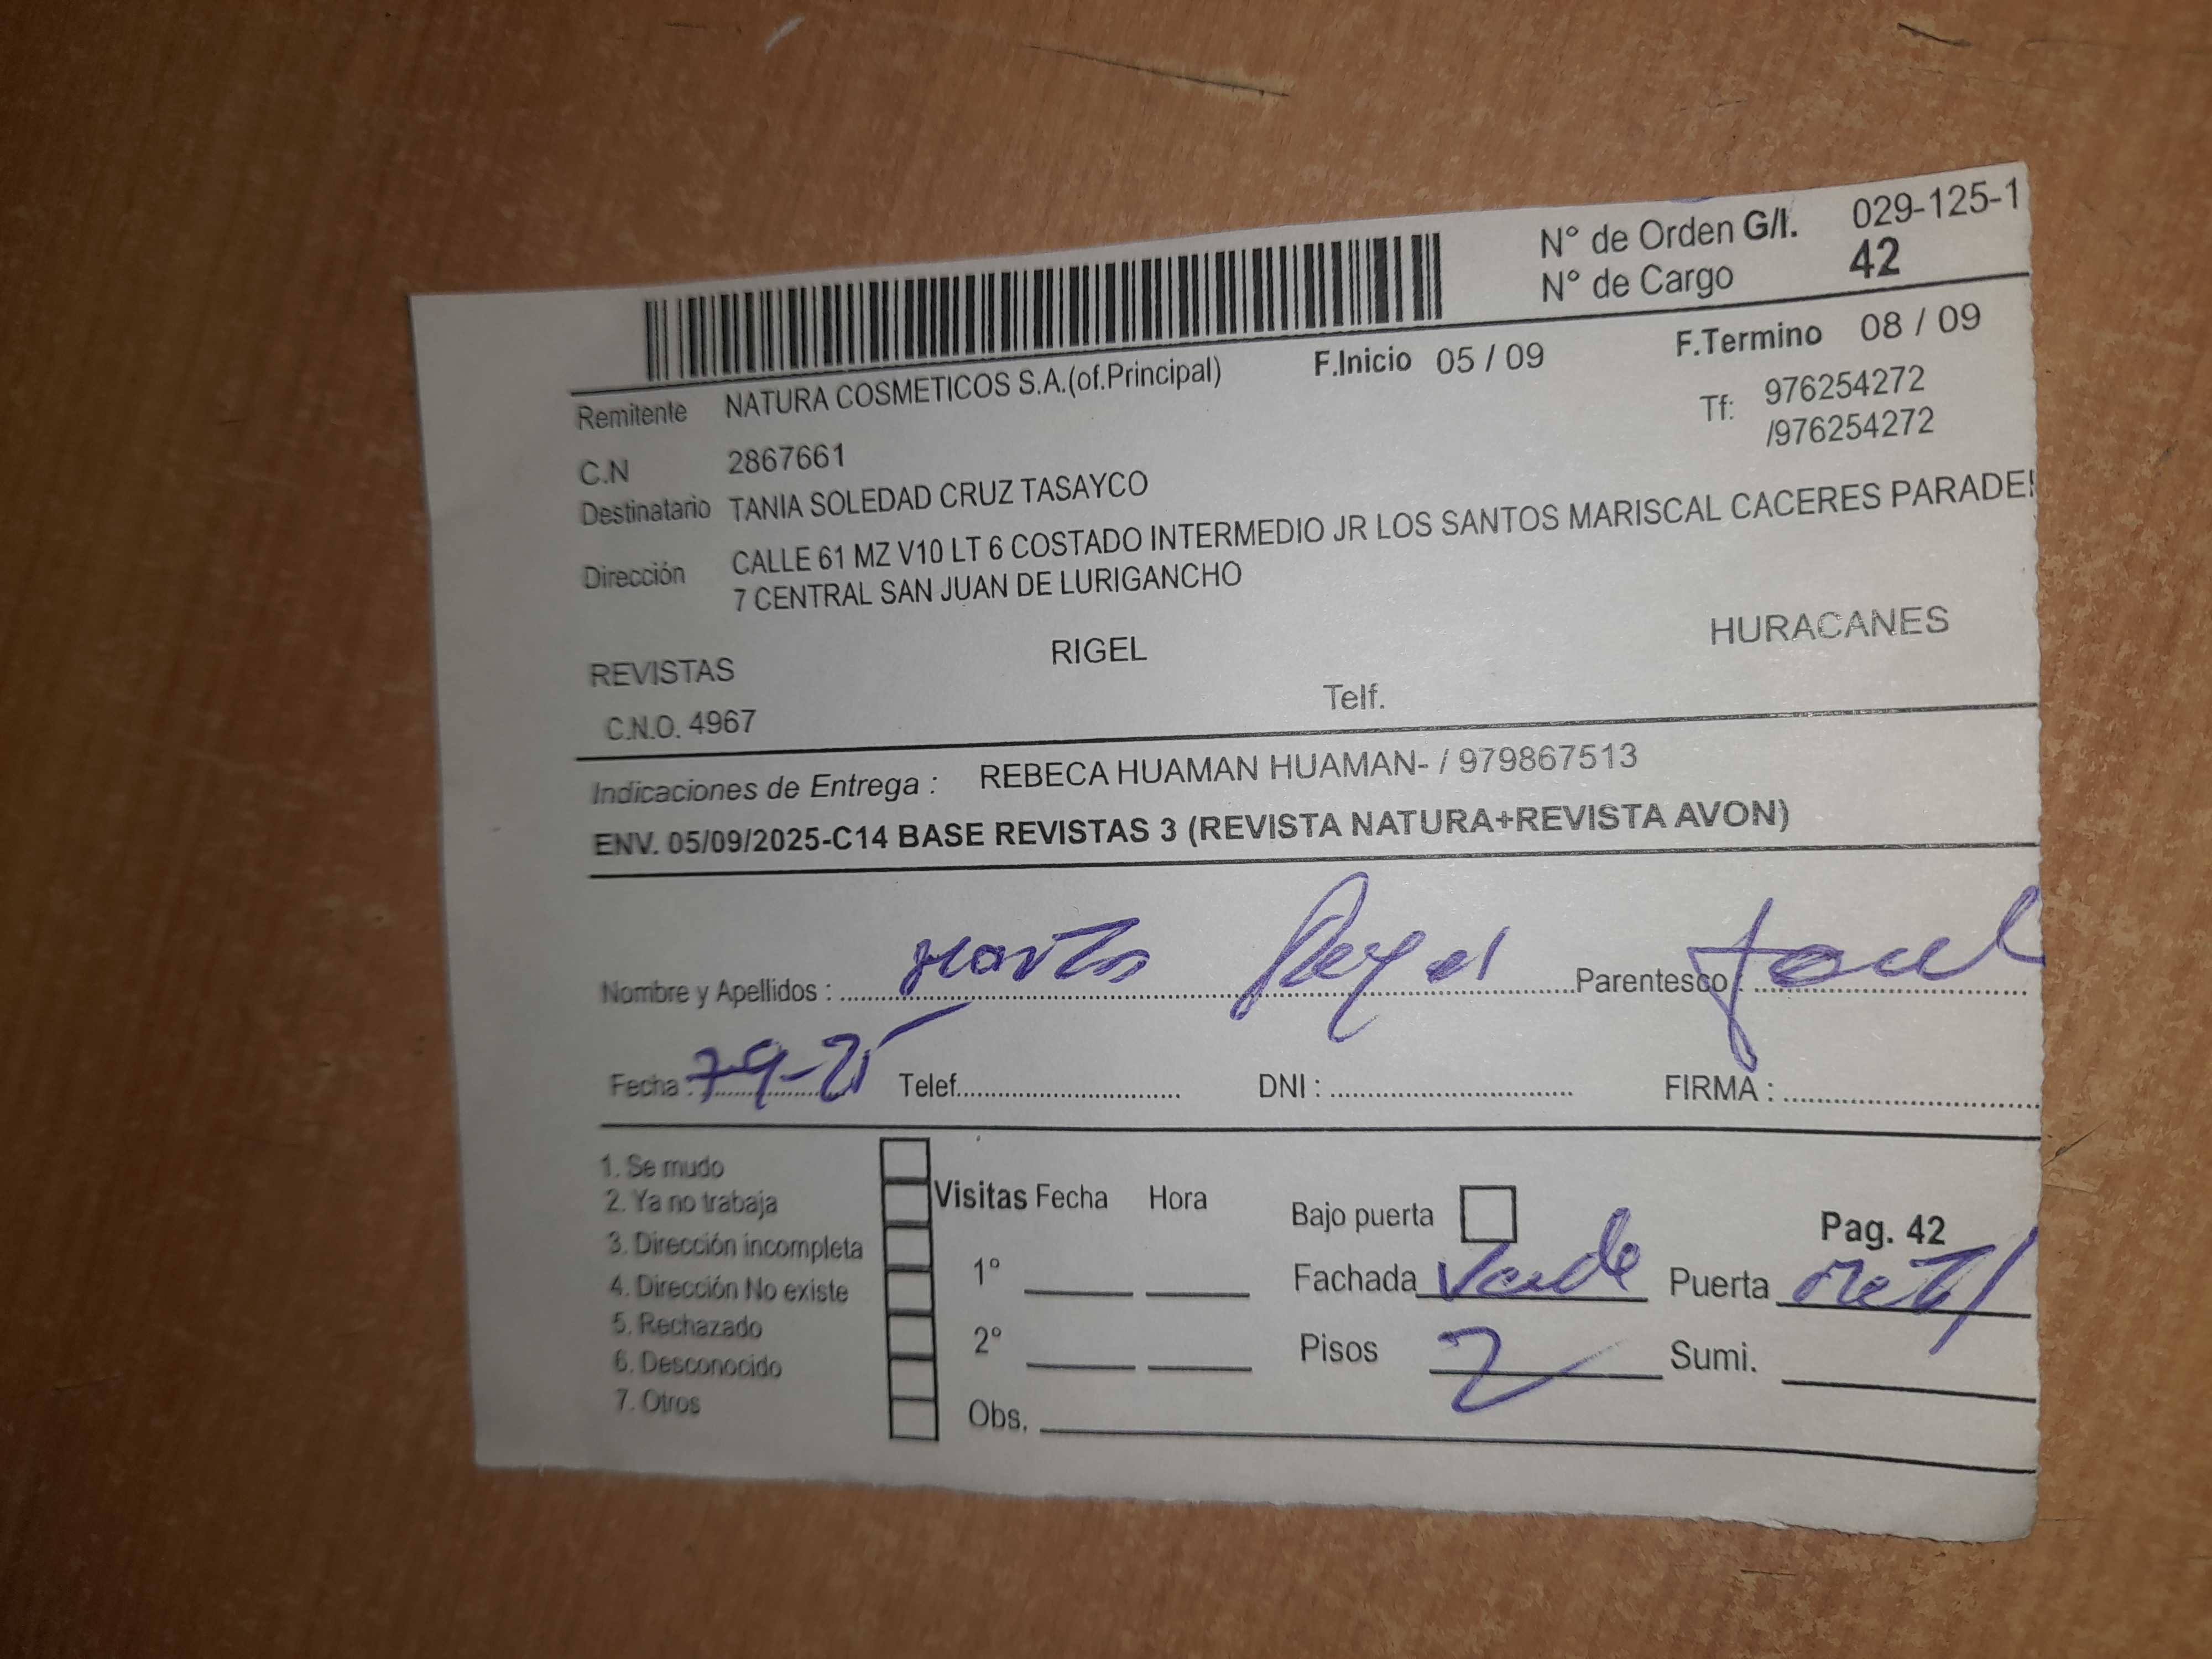 N° de Orden G/I. 029-125-1
N° de Cargo 42
Remitente NATURA COSMETICOS S.A.(of.Principal) F.Inicio 05 / 09 F.Termino 08 / 09
C.N 2867661 Tf: 976254272
/976254272
Destinatario TANIA SOLEDAD CRUZ TASAYCO
Dirección CALLE 61 MZ V10 LT 6 COSTADO INTERMEDIO JR LOS SANTOS MARISCAL CACERES PARADE
7 CENTRAL SAN JUAN DE LURIGANCHO
REVISTAS RIGEL HURACANES
C.N.O. 4967 Telf.
Indicaciones de Entrega : REBECA HUAMAN HUAMAN- / 979867513
ENV. 05/09/2025-C14 BASE REVISTAS 3 (REVISTA NATURA+REVISTA AVON)
Nombre y Apellidos : Parentesco :
Fecha : 7-9-25 Telef. DNI : FIRMA :
1. Se mudo
2. Ya no trabaja
3. Dirección incompleta
4. Dirección No existe
5. Rechazado
6. Desconocido
7. Otros
Visitas Fecha Hora
1°
2°
Obs.
Bajo puerta Pag. 42
Fachada Verde Puerta Metal
Pisos 2 Sumi.